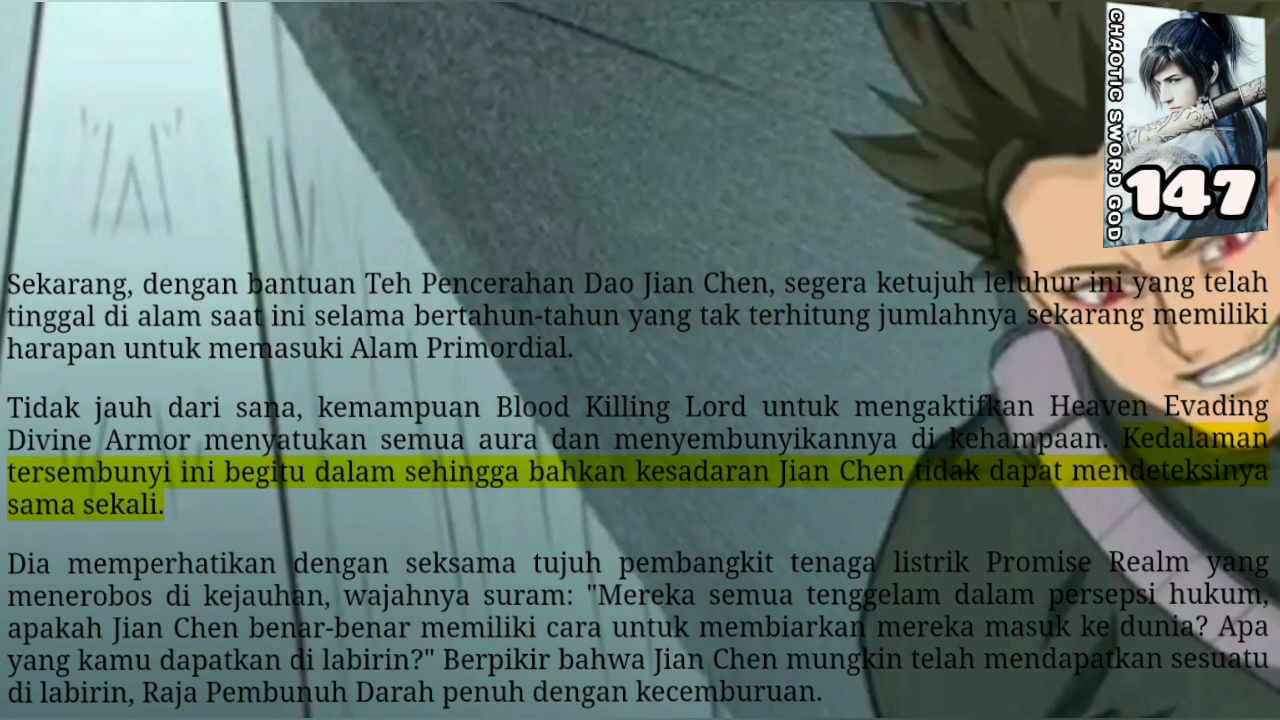 CHAOTIC SWORD GOD
147
Sekarang, dengan bantuan Teh Pencerahan Dao Jian Chen, segera ketujuh leluhur ini yang telah
tinggal di alam saat ini selama bertahun-tahun yang tak terhitung jumlahnya sekarang memiliki
harapan untuk memasuki Alam Primordial.
Tidak jauh dari sana, kemampuan Blood Killing Lord untuk mengaktifkan Heaven Evading
Divine Armor menyatukan semua aura dan menyembunyikannya di kehampaan. Kedalaman
tersembunyi ini begitu dalam sehingga bahkan kesadaran Jian Chen tidak dapat mendeteksinya
sama sekali.
Dia memperhatikan dengan seksama tujuh pembangkit tenaga listrik Promise Realm yang
menerobos di kejauhan, wajahnya suram: "Mereka semua tenggelam dalam persepsi hukum,
apakah Jian Chen benar-benar memiliki cara untuk membiarkan mereka masuk ke dunia? Apa
yang kamu dapatkan di labirin?" Berpikir bahwa Jian Chen mungkin telah mendapatkan sesuatu
di labirin, Raja Pembunuh Darah penuh dengan kecemburuan.